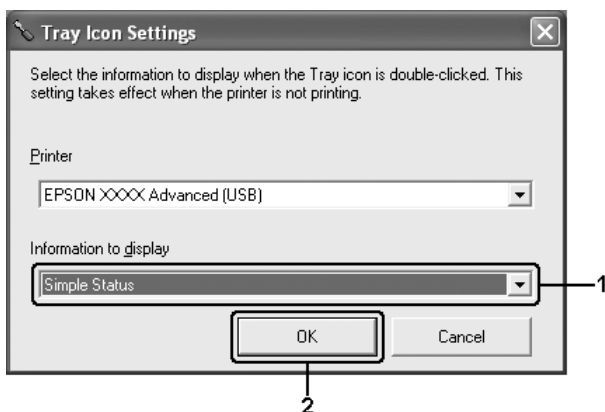 Tray Icon Settings
Select the information to display when the Tray icon is double-clicked. This
setting takes effect when the printer is not printing.
Printer
EPSON XXXX Advanced (USB)
Information to display
Simple Status
1
OK
Cancel
2